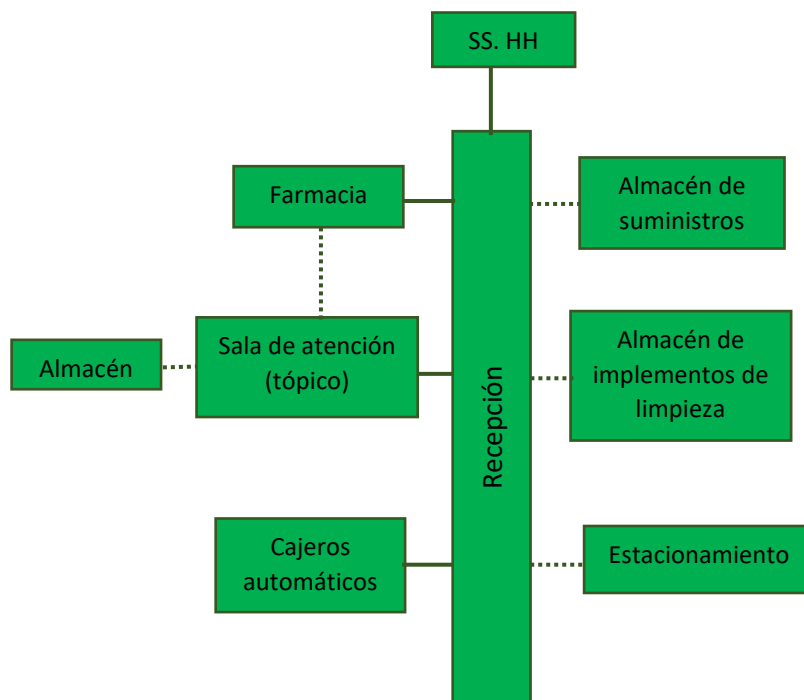 SS. HH
Farmacia
Almacén de
suministros
Almacén
Sala de atención
(tópico)
Recepción
Almacén de
implementos de
limpieza
Cajeros
automáticos
Estacionamiento